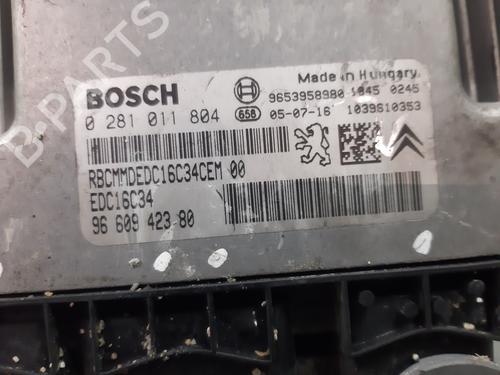 B-PARTS
BOSCH
Made in Hungary
9653958980 1045 0245
0 281 011 804
658 05-07-16 1039S10353
RBCMMDEDC16C34CEM 00
EDC16C34
96 609 423 80